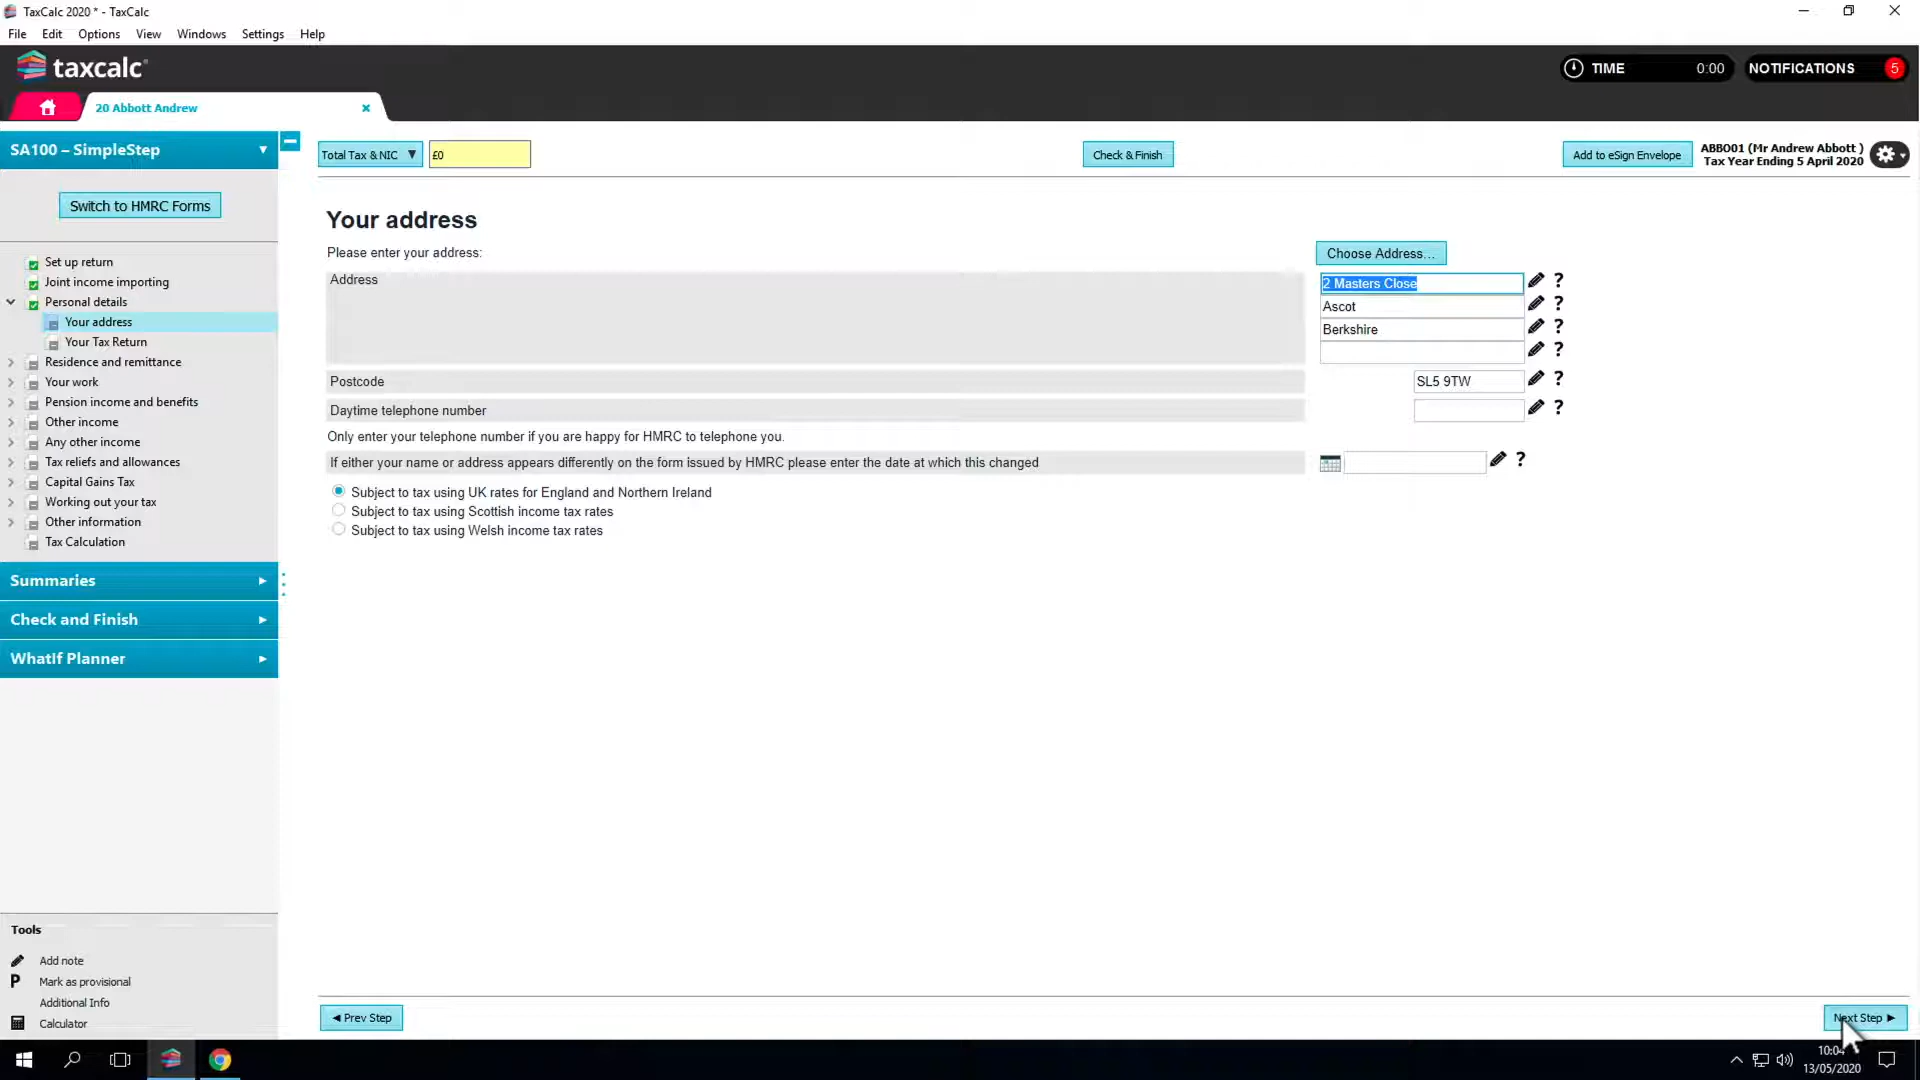 TaxCalc 2020 * - TaxCalc
File Edit Options View Windows Settings Help
taxcalc
TIME 0:00 NOTIFICATIONS 5
20 Abbott Andrew
SA100 – SimpleStep
Total Tax & NIC £0 Check & Finish Add to eSign Envelope
ABBO01 (Mr Andrew Abbott )
Tax Year Ending 5 April 2020
Switch to HMRC Forms
Set up return
Joint income importing
Personal details
Your address
Your Tax Return
Residence and remittance
Your work
Pension income and benefits
Other income
Any other income
Tax reliefs and allowances
Capital Gains Tax
Working out your tax
Other information
Tax Calculation
Summaries
Check and Finish
WhatIf Planner
Tools
Add note
P Mark as provisional
Additional Info
Calculator
Your address
Please enter your address:
Choose Address...
Address
2 Masters Close ?
Ascot ?
Berkshire ?
?
Postcode SL5 9TW ?
Daytime telephone number ?
Only enter your telephone number if you are happy for HMRC to telephone you.
If either your name or address appears differently on the form issued by HMRC please enter the date at which this changed ?
Subject to tax using UK rates for England and Northern Ireland
Subject to tax using Scottish income tax rates
Subject to tax using Welsh income tax rates
Prev Step
Next Step
13/05/2020